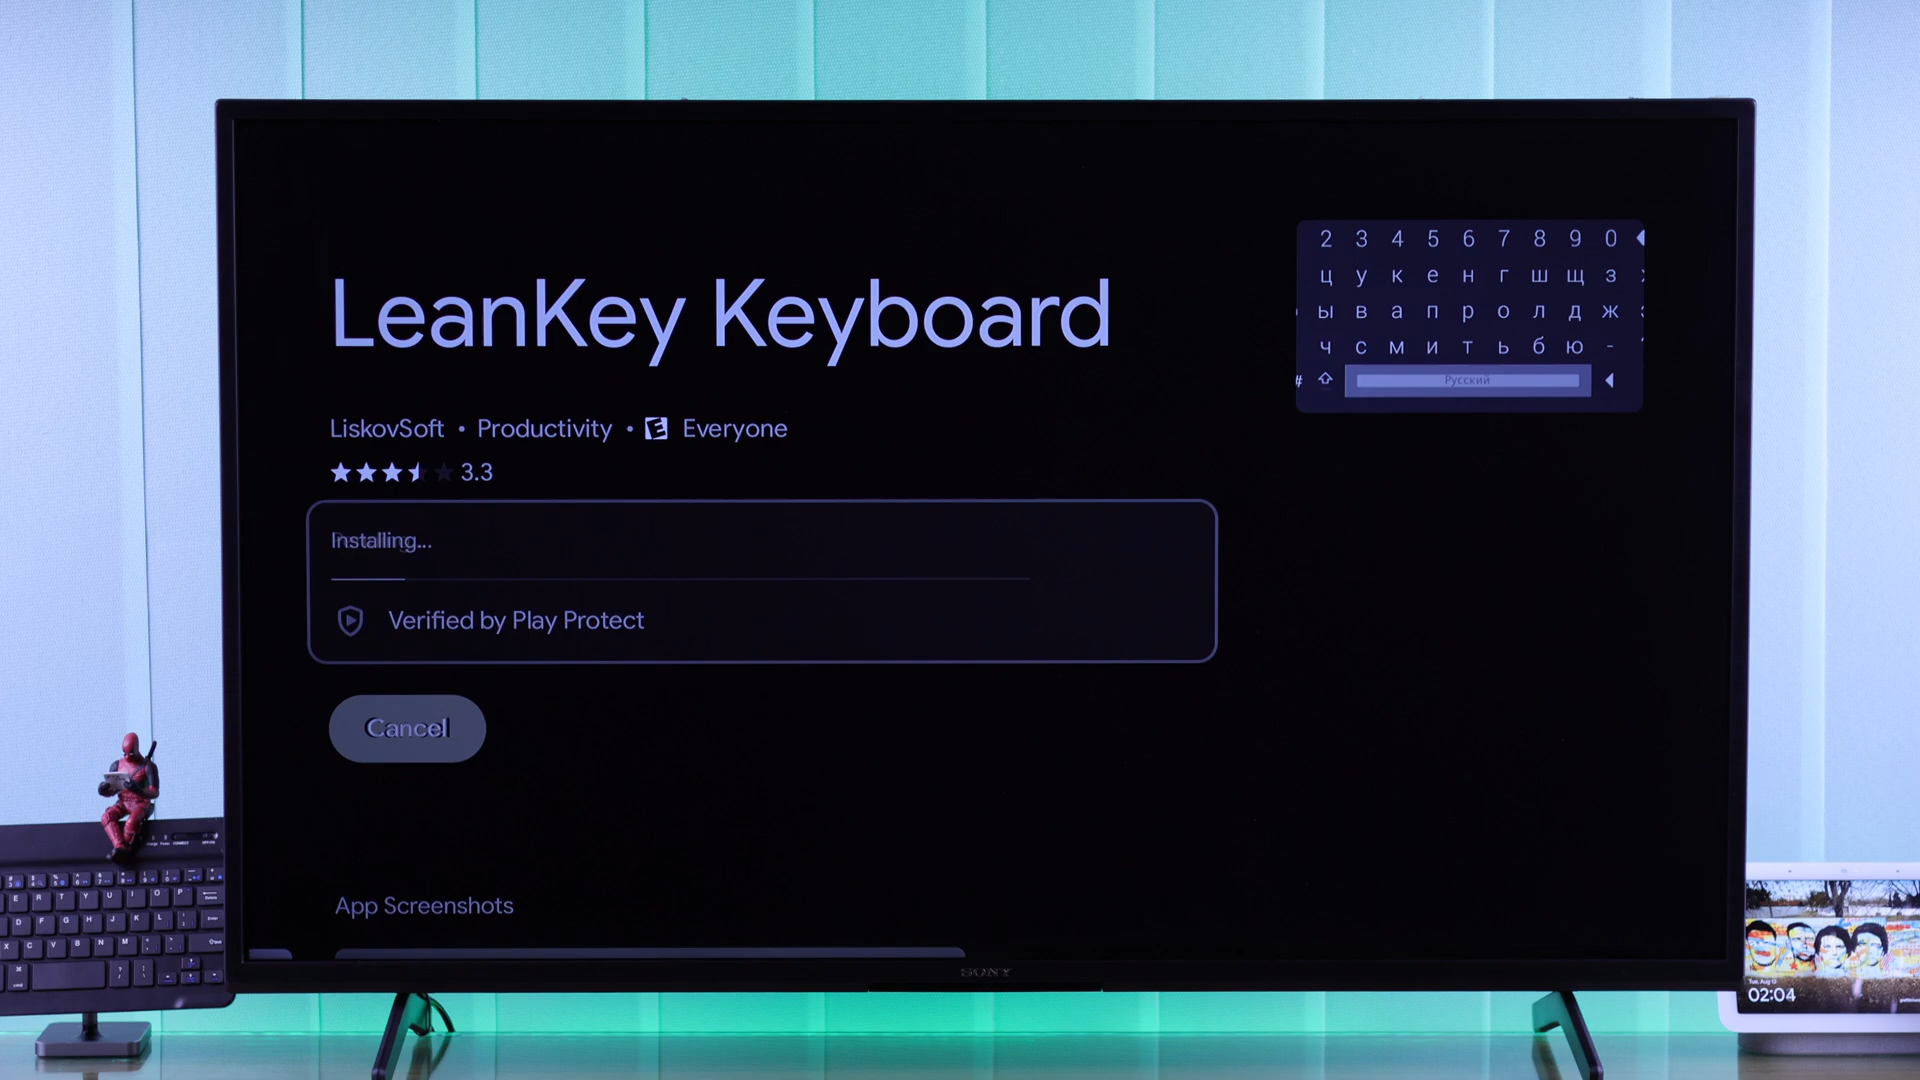 LeanKey Keyboard
LiskovSoft • Productivity • E Everyone
3.3
Installing...
Verified by Play Protect
Cancel
App Screenshots
2 3 4 5 6 7 8 9 0
ц у к е н г ш щ з
ы в а п р о л д ж
ч с м и т ь б ю -
#
Русский
SONY
E R T Y U I O P
D F G H J K L
X C V B N M
02:04